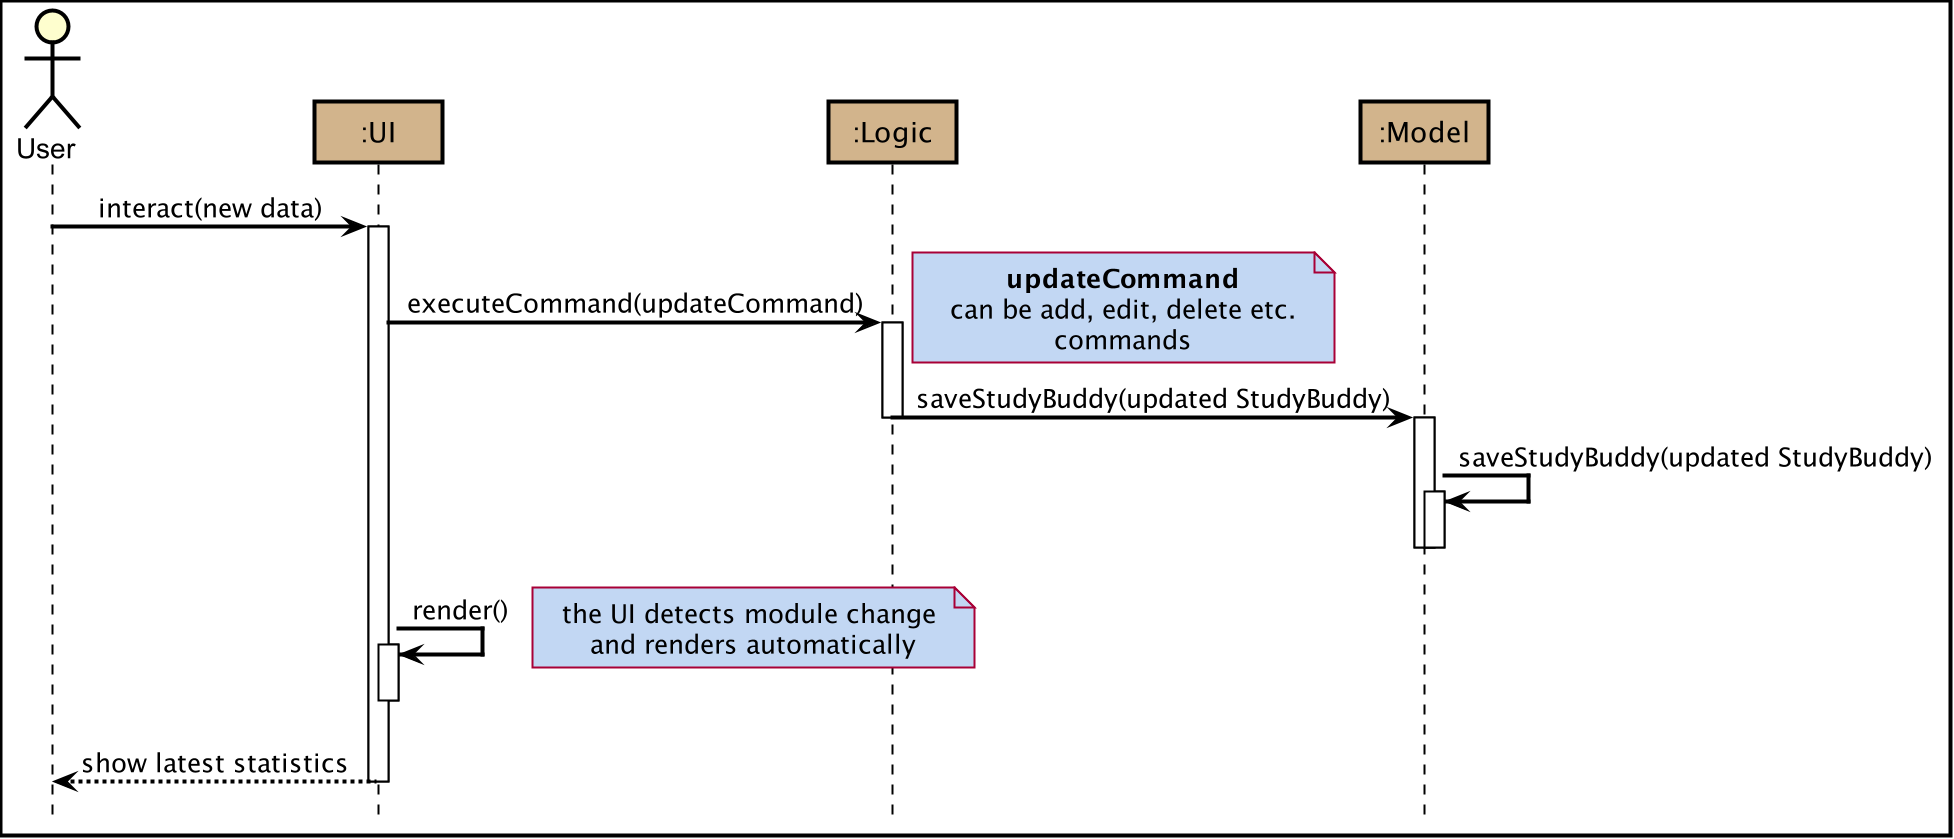 User
:UI
:Logic
:Model
interact(new data)
executeCommand(updateCommand)
updateCommand
can be add, edit, delete etc.
commands
saveStudyBuddy(updated StudyBuddy)
saveStudyBuddy(updated StudyBuddy)
render()
the UI detects module change
and renders automatically
show latest statistics